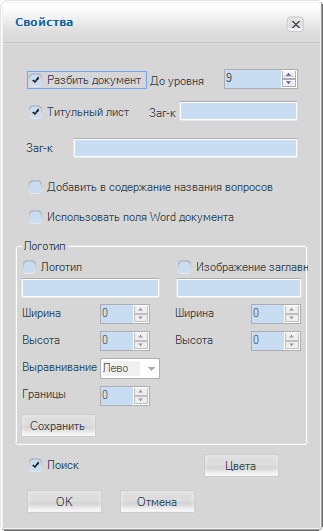 Свойства
Разбить документ До уровня 9
Титульный лист Заг-к
Заг-к
Добавить в содержание названия вопросов
Использовать поля Word документа
Логотип
Логотип Изображение заглавн
Ширина 0 Ширина 0
Высота 0 Высота 0
Выравнивание Лево
Границы 0
Сохранить
Поиск Цвета
OK Отмена